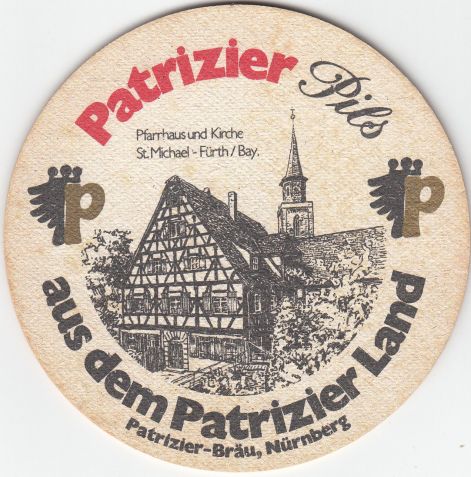 Patrizier Pils
Pfarrhaus und Kirche
St. Michael - Fürth / Bay.
P
P
aus dem Patrizier Land
Patrizier-Bräu, Nürnberg